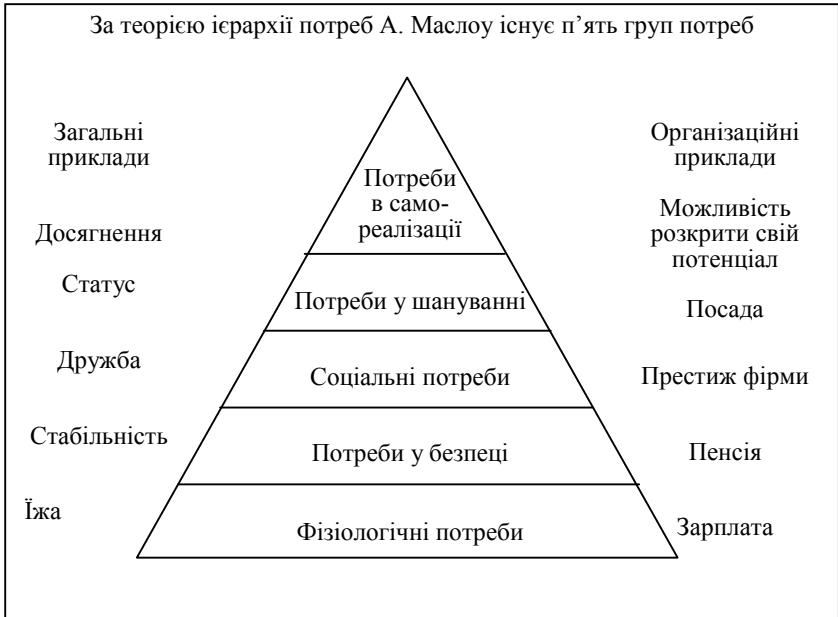 За теорією ієрархії потреб А. Маслоу існує п’ять груп потреб
Загальні
приклади
Організаційні
приклади
Потреби
в само-
реалізації
Досягнення
Можливість
розкрити свій
потенціал
Статус
Потреби у шануванні
Посада
Дружба
Соціальні потреби
Престиж фірми
Стабільність
Потреби у безпеці
Пенсія
Їжа
Фізіологічні потреби
Зарплата